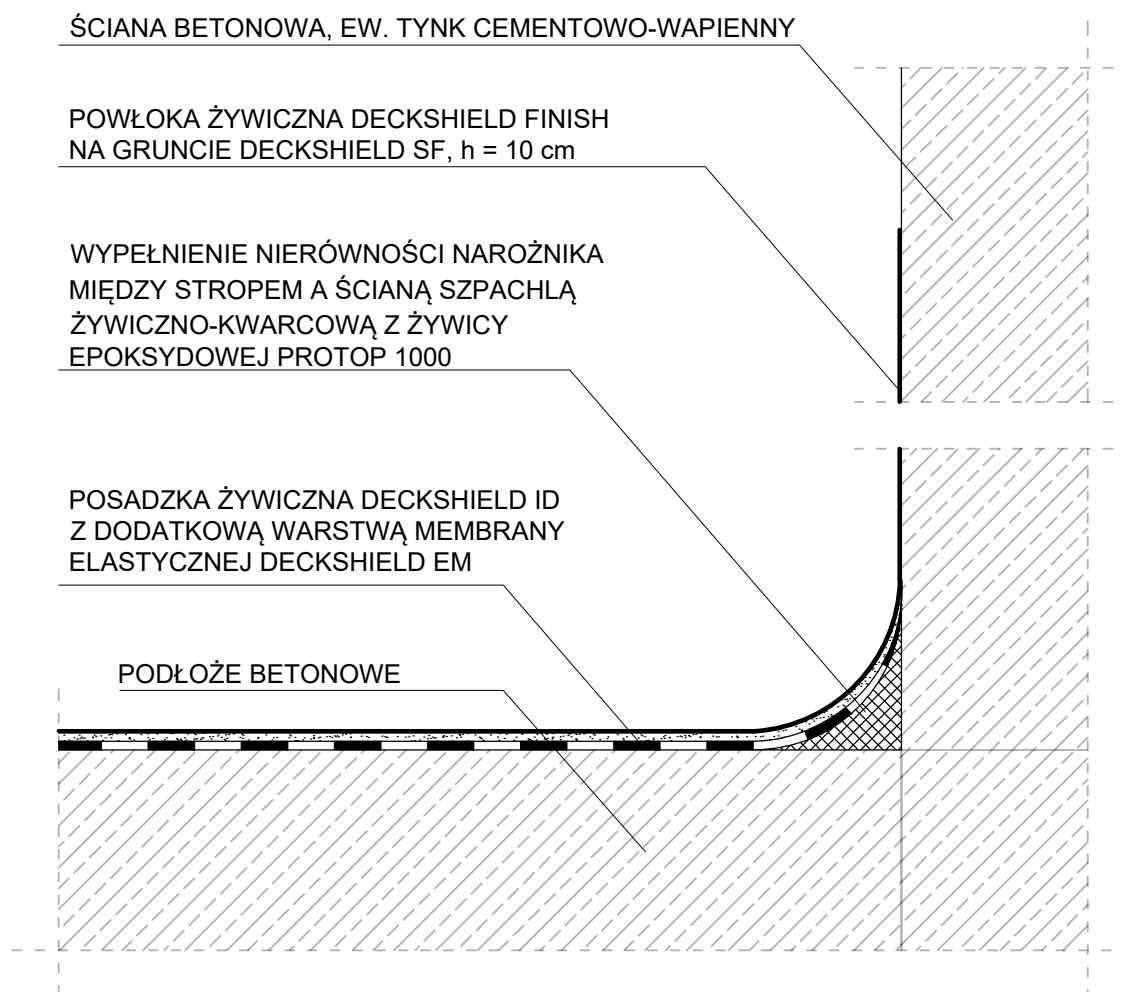 ŚCIANA BETONOWA, EW. TYNK CEMENTOWO-WAPIENNY
POWŁOKA ŻYWICZNA DECKSHIELD FINISH
NA GRUNCIE DECKSHIELD SF, h = 10 cm
WYPEŁNIENIE NIERÓWNOŚCI NAROŻNIKA
MIĘDZY STROPEM A ŚCIANĄ SZPACHLĄ
ŻYWICZNO-KWARCOWĄ Z ŻYWICY
EPOKSYDOWEJ PROTOP 1000
POSADZKA ŻYWICZNA DECKSHIELD ID
Z DODATKOWĄ WARSTWĄ MEMBRANY
ELASTYCZNEJ DECKSHIELD EM
PODŁOŻE BETONOWE